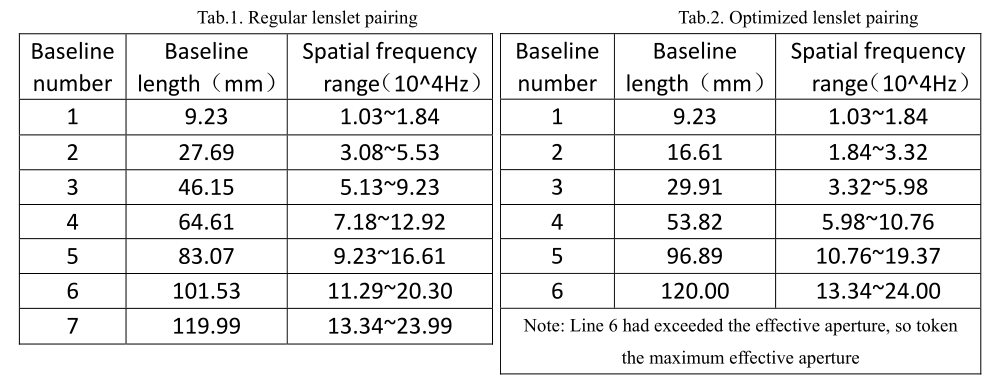 Tab.1. Regular lenslet pairing
Baseline number Baseline length（mm） Spatial frequency range(10^4Hz)
1 9.23 1.03~1.84
2 27.69 3.08~5.53
3 46.15 5.13~9.23
4 64.61 7.18~12.92
5 83.07 9.23~16.61
6 101.53 11.29~20.30
7 119.99 13.34~23.99
Tab.2. Optimized lenslet pairing
Baseline number Baseline length（mm） Spatial frequency range(10^4Hz)
1 9.23 1.03~1.84
2 16.61 1.84~3.32
3 29.91 3.32~5.98
4 53.82 5.98~10.76
5 96.89 10.76~19.37
6 120.00 13.34~24.00
Note: Line 6 had exceeded the effective aperture, so token
the maximum effective aperture